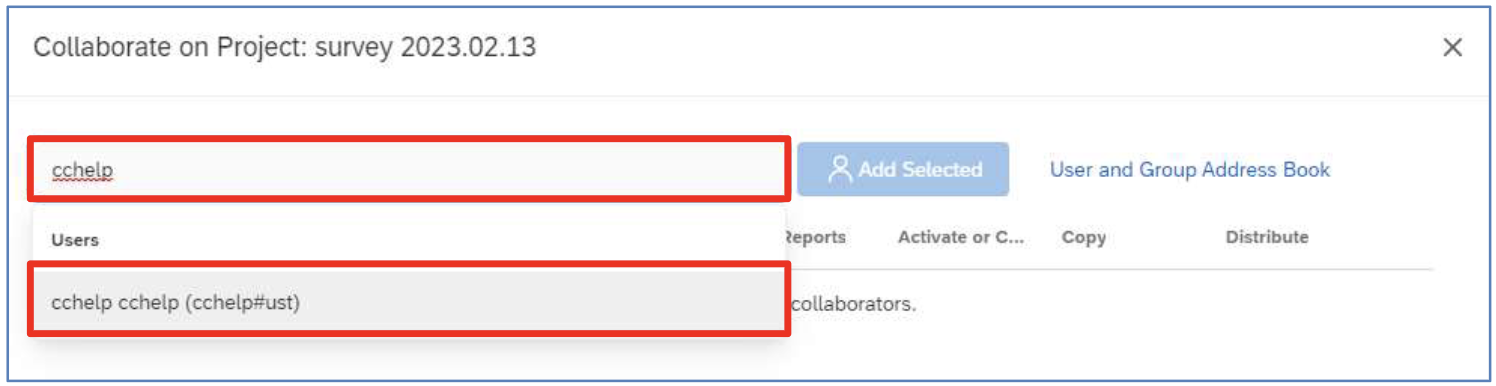 Collaborate on Project: survey 2023.02.13
cchelp
Add Selected
User and Group Address Book
Users
Reports
Activate or C...
Copy
Distribute
cchelp cchelp (cchelp#ust)
collaborators.